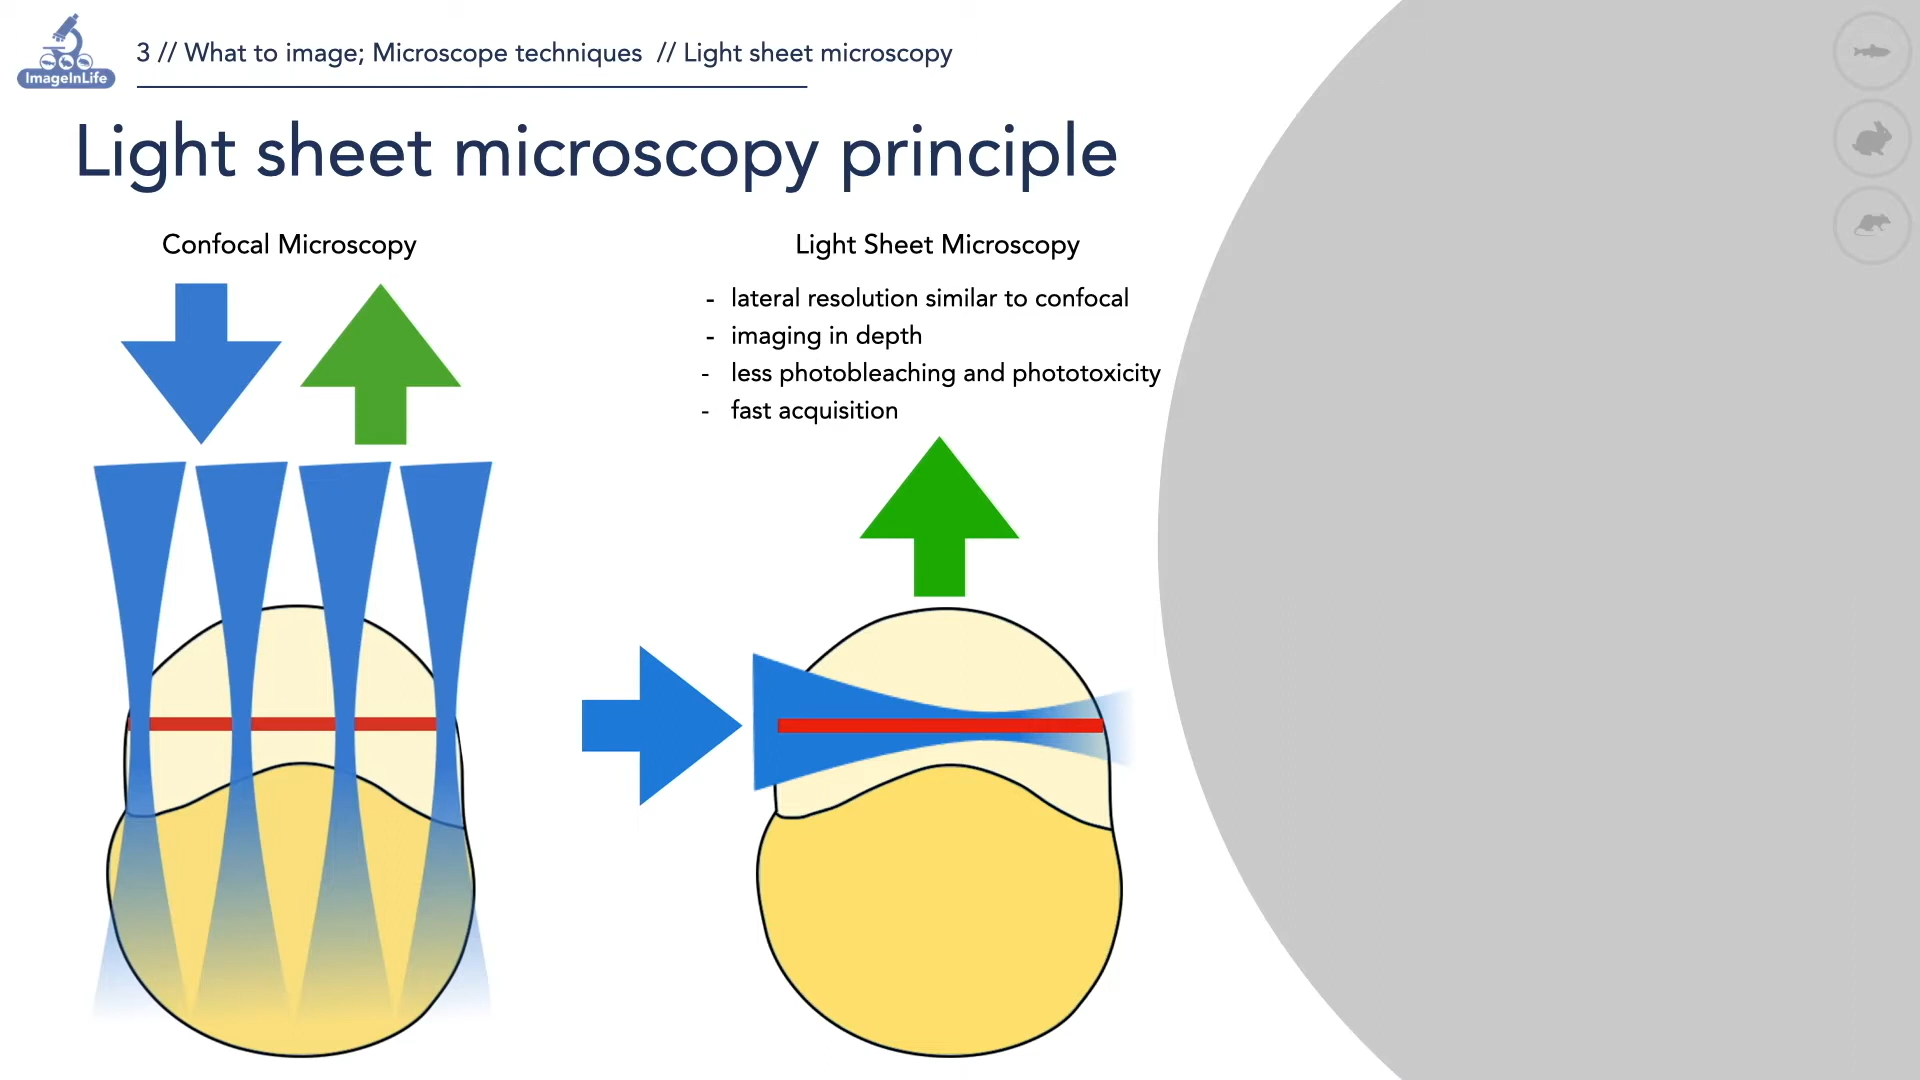 ImageInLife
3 // What to image; Microscope techniques // Light sheet microscopy
Light sheet microscopy principle
Confocal Microscopy
Light Sheet Microscopy
- lateral resolution similar to confocal
- imaging in depth
- less photobleaching and phototoxicity
- fast acquisition